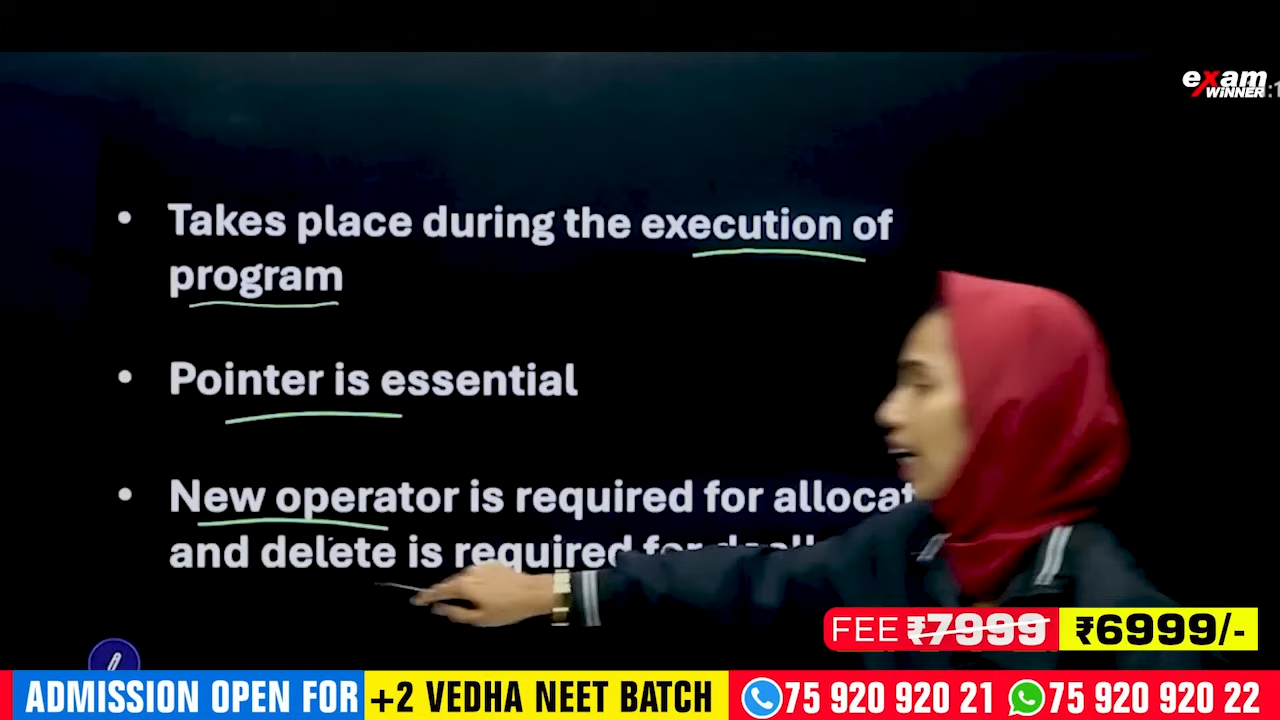 exam
WINNER
• Takes place during the execution of
program
• Pointer is essential
• New operator is required for
and delete is required for
FEE ₹7999 ₹6999/-
ADMISSION OPEN FOR +2 VEDHA NEET BATCH 75 920 920 21 75 920 920 22